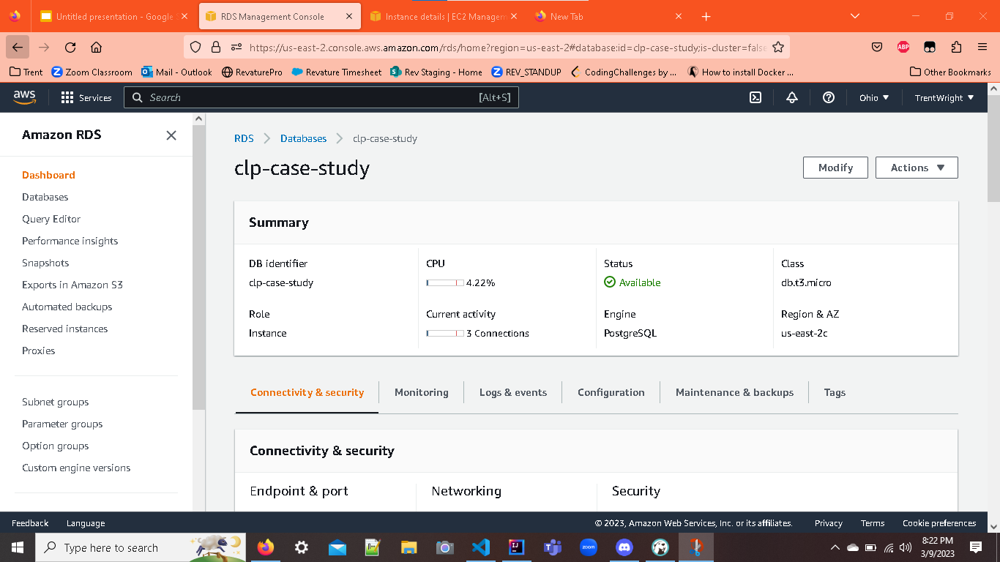 Untitled presentation - Google
RDS Management Console
Instance details | EC2 Managem
New Tab
https://us-east-2.console.aws.amazon.com/rds/home?region=us-east-2#database:id=clp-case-study;is-cluster=false
ABP
Trent
Zoom Classroom
Mail - Outlook
RevaturePro
Revature Timesheet
Rev Staging - Home
REV_STANDUP
CodingChallenges by ...
How to install Docker ...
Other Bookmarks
aws
Services
Search
[Alt+S]
Ohio
TrentWright
Amazon RDS
Dashboard
Databases
Query Editor
Performance insights
Snapshots
Exports in Amazon S3
Automated backups
Reserved instances
Proxies
Subnet groups
Parameter groups
Option groups
Custom engine versions
RDS
Databases
clp-case-study
clp-case-study
Modify
Actions
Summary
DB identifier
clp-case-study
CPU
4.22%
Status
Available
Class
db.t3.micro
Role
Instance
Current activity
3 Connections
Engine
PostgreSQL
Region & AZ
us-east-2c
Connectivity & security
Monitoring
Logs & events
Configuration
Maintenance & backups
Tags
Connectivity & security
Endpoint & port
Networking
Security
Feedback
Language
© 2023, Amazon Web Services, Inc. or its affiliates.
Privacy
Terms
Cookie preferences
Type here to search
zoom
8:22 PM
3/9/2023